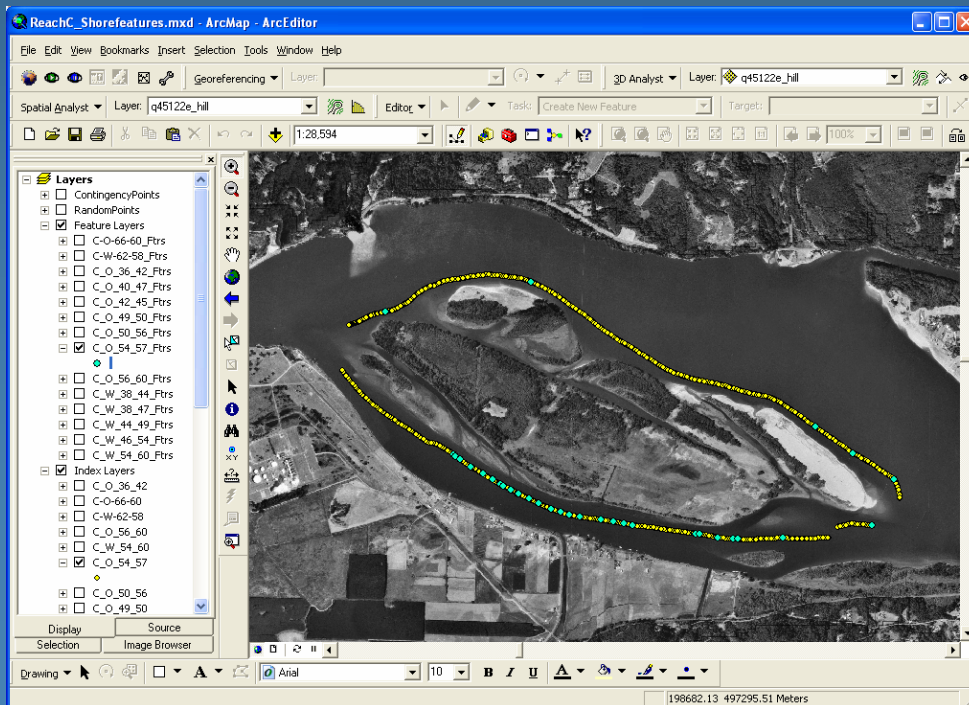 ReachC_Shorefeatures.mxd - ArcMap - ArcEditor
File Edit View Bookmarks Insert Selection Tools Window Help
Georeferencing Layer: 3D Analyst Layer: q45122e_hill
Spatial Analyst Layer: q45122e_hill Editor Task: Create New Feature Target:
1:28,594 100%
Layers
ContingencyPoints
RandomPoints
Feature Layers
C-O-66-60_Ftrs
C-W-62-58_Ftrs
C_O_36_42_Ftrs
C_O_40_47_Ftrs
C_O_42_45_Ftrs
C_O_49_50_Ftrs
C_O_50_56_Ftrs
C_O_54_57_Ftrs
C_O_56_60_Ftrs
C_W_38_44_Ftrs
C_W_38_47_Ftrs
C_W_44_49_Ftrs
C_W_46_54_Ftrs
C_W_54_60_Ftrs
Index Layers
C_O_36_42
C-O-66-60
C-W-62-58
C_O_56_60
C_W_54_60
C_O_54_57
C_O_50_56
C_O_49_50
Display Source
Selection Image Browser
XY
Drawing A Arial 10 B I U A
198682.13 497295.51 Meters